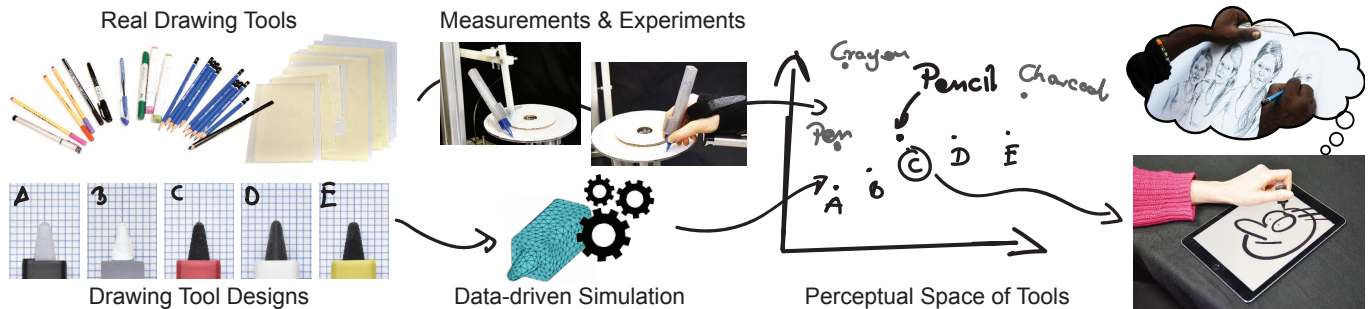 Real Drawing Tools
Measurements & Experiments
Crayon
Pencil
Charcoal
Pen
A
B
C
D
E
A
B
C
D
E
Drawing Tool Designs
Data-driven Simulation
Perceptual Space of Tools